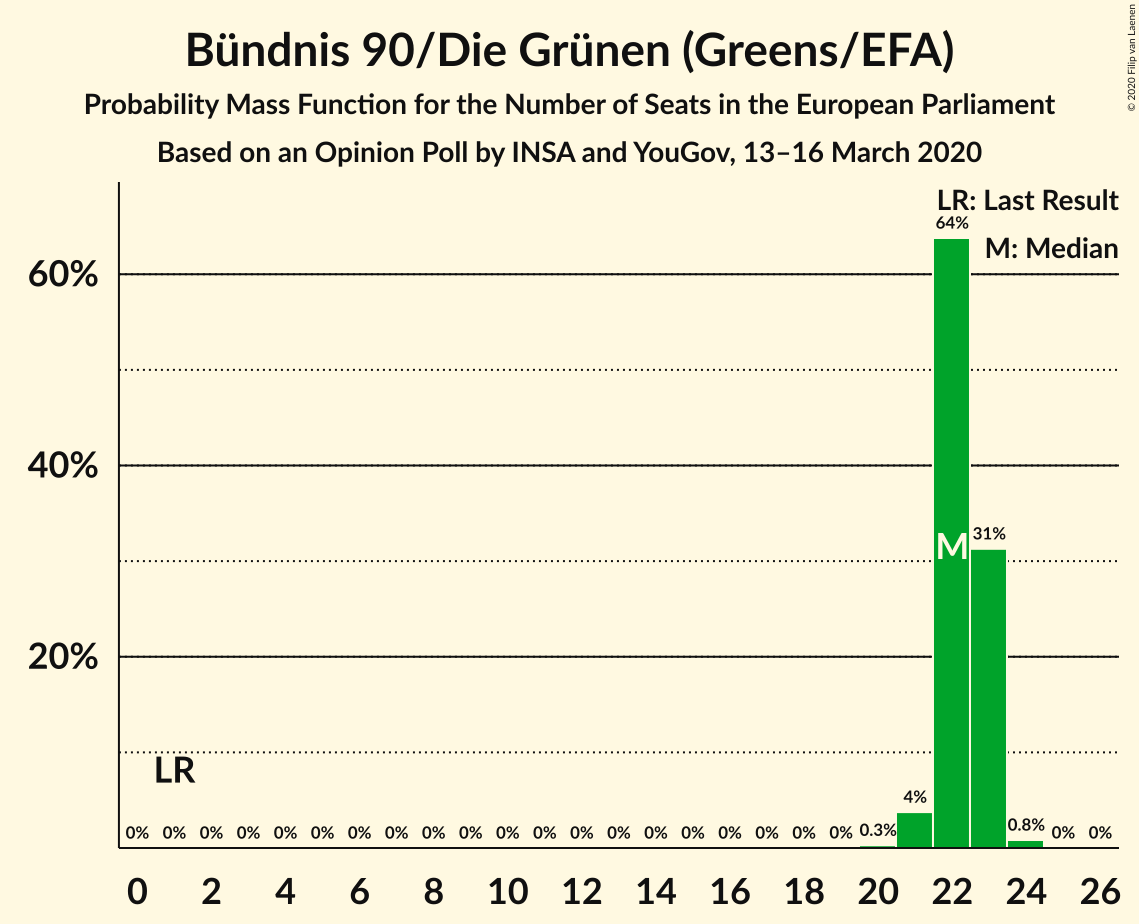 Bündnis 90/Die Grünen (Greens/EFA)
Probability Mass Function for the Number of Seats in the European Parliament
Based on an Opinion Poll by INSA and YouGov, 13–16 March 2020
© 2020 Filip van Laenen
LR: Last Result
M: Median
64%
60%
40%
M
31%
20%
LR
4%
0% 0% 0% 0% 0% 0% 0% 0% 0% 0% 0% 0% 0% 0% 0% 0% 0% 0% 0% 0% 0.3% 0.8% 0% 0%
0 2 4 6 8 10 12 14 16 18 20 22 24 26